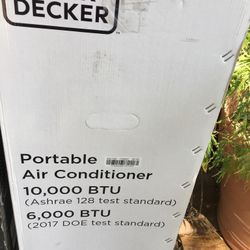 DECKER
Portable
Air Conditioner
10,000 BTU
(Ashrae 128 test standard)
6,000 BTU
(2017 DOE test standard)